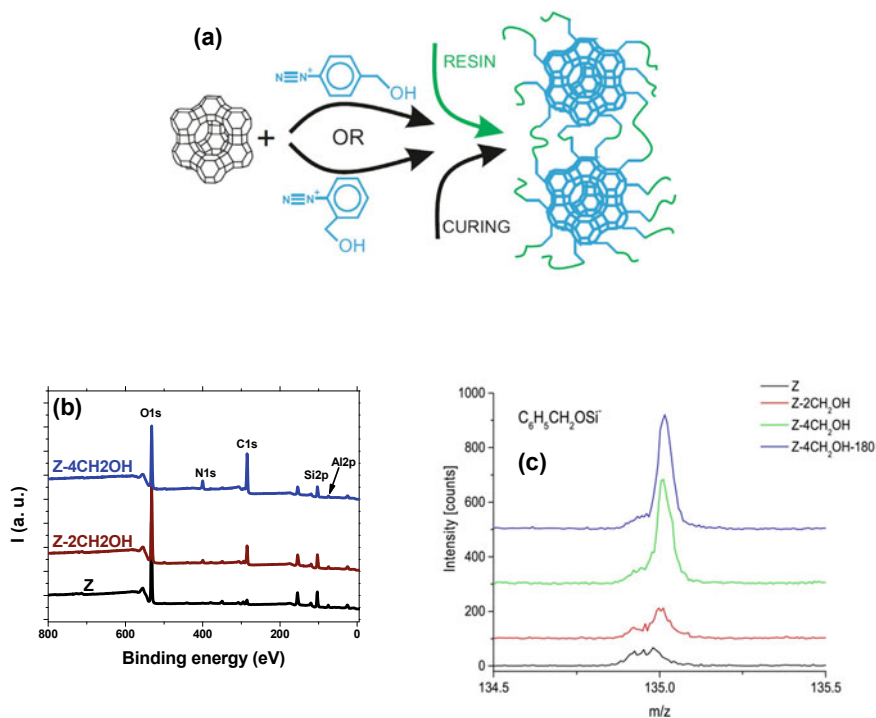 (a)
N≡N⁺
OH
RESIN
+
OR
N≡N⁺
OH
CURING
(b)
O1s
Z-4CH2OH
C1s
N1s
Si2p
Al2p
Z-2CH2OH
Z
I (a. u.)
800 600 400 200 0
Binding energy (eV)
(c)
C₆H₅CH₂OSi⁻
Z
Z-2CH₂OH
Z-4CH₂OH
Z-4CH₂OH-180
Intensity [counts]
1000
800
600
400
200
0
134.5 135.0 135.5
m/z